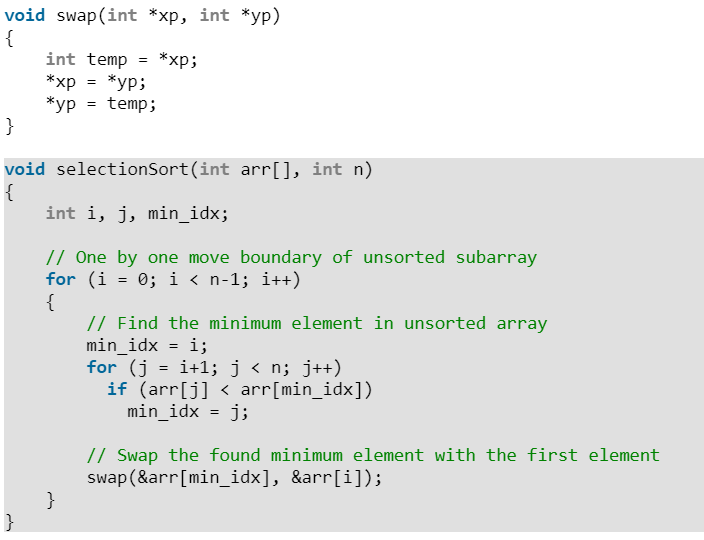 void swap(int *xp, int *yp)
{
    int temp = *xp;
    *xp = *yp;
    *yp = temp;
}

void selectionSort(int arr[], int n)
{
    int i, j, min_idx;

    // One by one move boundary of unsorted subarray
    for (i = 0; i < n-1; i++)
    {
        // Find the minimum element in unsorted array
        min_idx = i;
        for (j = i+1; j < n; j++)
          if (arr[j] < arr[min_idx])
            min_idx = j;

        // Swap the found minimum element with the first element
        swap(&arr[min_idx], &arr[i]);
    }
}